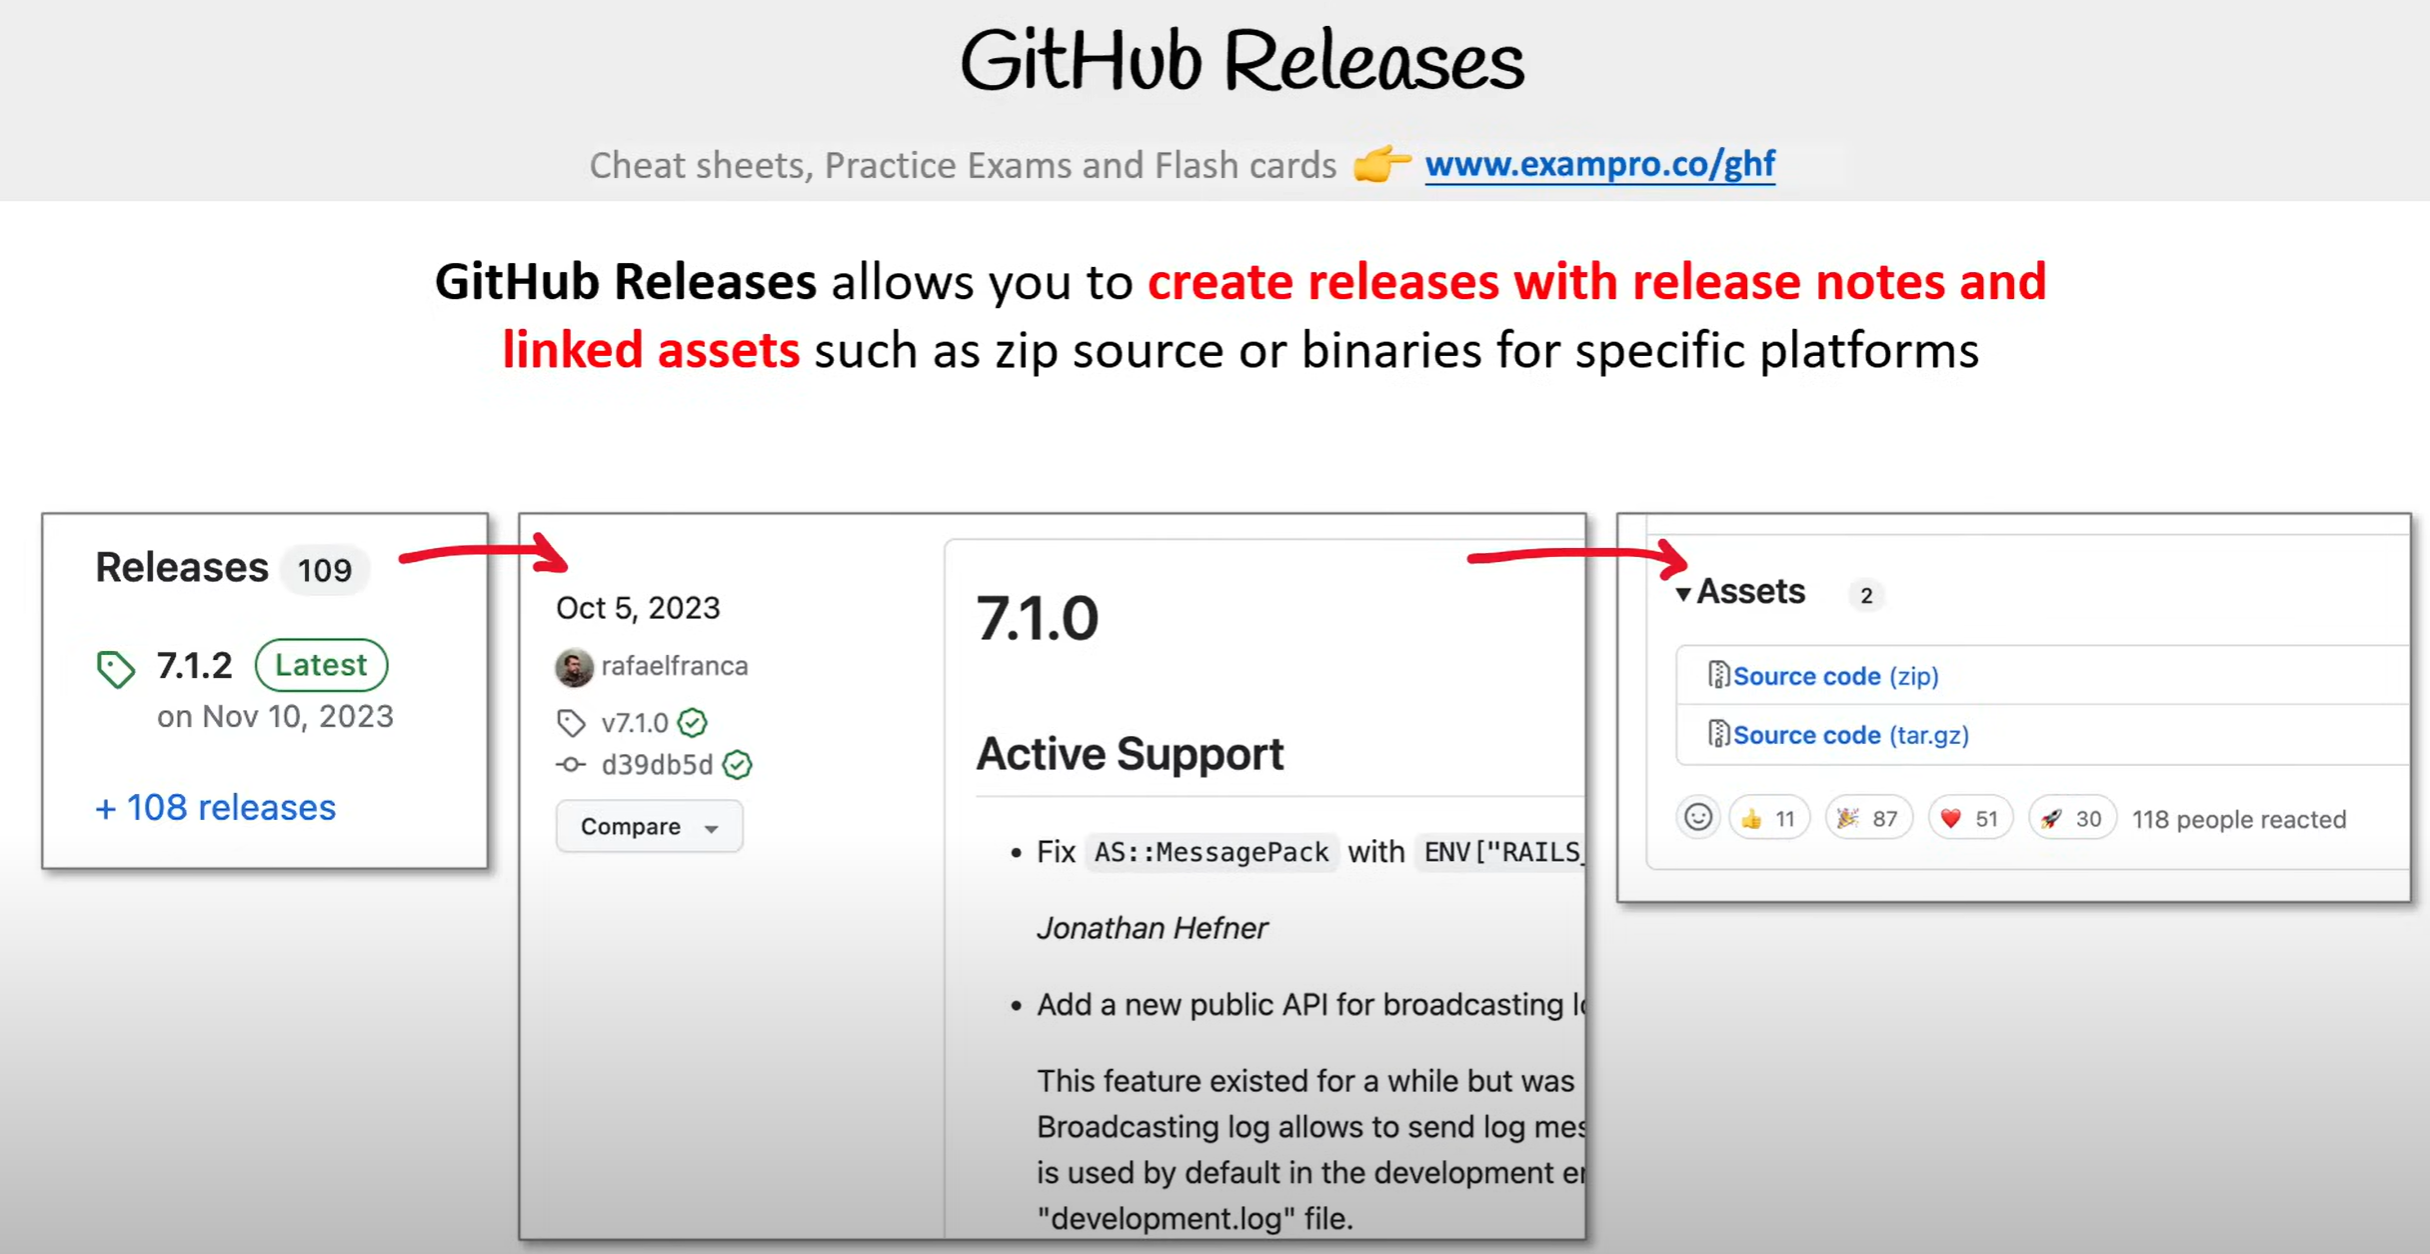 GitHub Releases
Cheat sheets, Practice Exams and Flash cards 👉 www.exampro.co/ghf
GitHub Releases allows you to create releases with release notes and
linked assets such as zip source or binaries for specific platforms
Releases 109
7.1.2 Latest
on Nov 10, 2023
+ 108 releases
Oct 5, 2023
rafaelfranca
v7.1.0
d39db5d
Compare
7.1.0
Active Support
• Fix AS::MessagePack with ENV["RAILS_
Jonathan Hefner
• Add a new public API for broadcasting
This feature existed for a while but was
Broadcasting log allows to send log
is used by default in the development
"development.log" file.
Assets 2
Source code (zip)
Source code (tar.gz)
👍 11 🎉 87 ❤️ 51 🚀 30 118 people reacted